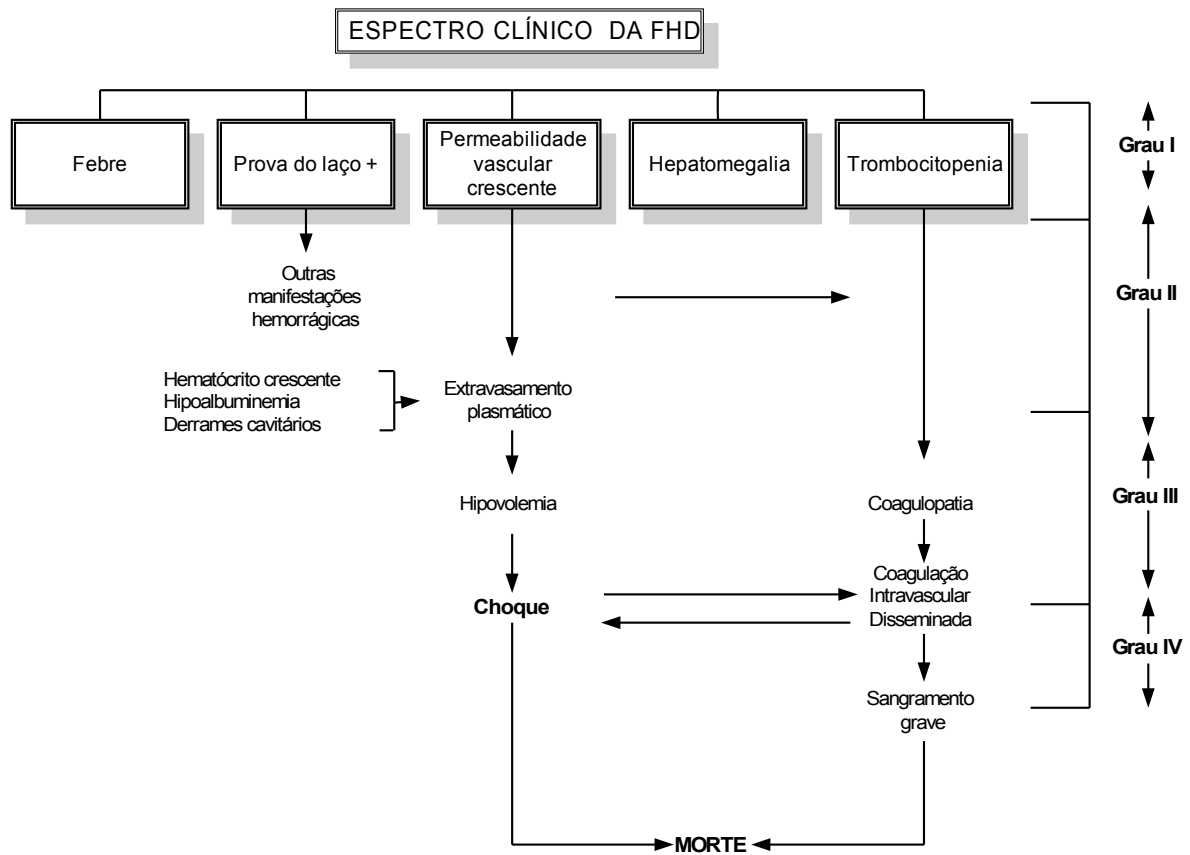 ESPECTRO CLÍNICO DA FHD
Febre
Prova do laço +
Permeabilidade
vascular
crescente
Hepatomegalia
Trombocitopenia
Grau I
Outras
manifestações
hemorrágicas
Grau II
Hematócrito crescente
Hipoalbuminemia
Derrames cavitários
Extravasamento
plasmático
Hipovolemia
Coagulopatia
Grau III
Choque
Coagulação
Intravascular
Disseminada
Grau IV
Sangramento
grave
MORTE